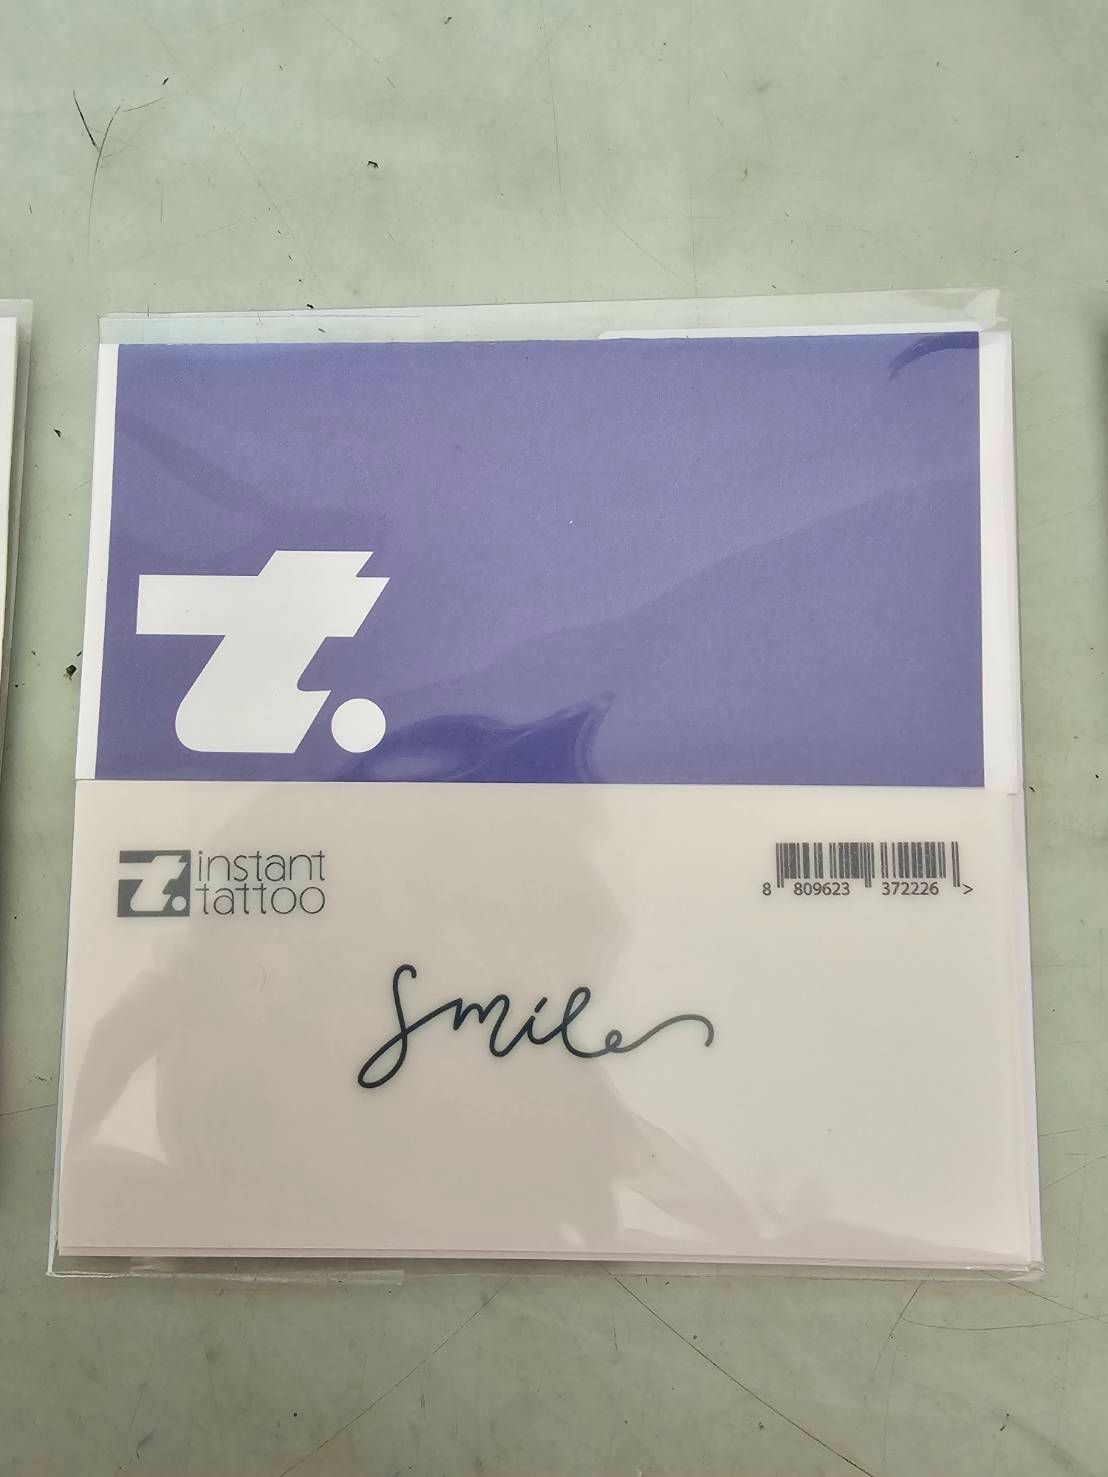 t.
t. instant
tattoo
8 809623 372226 >
smile